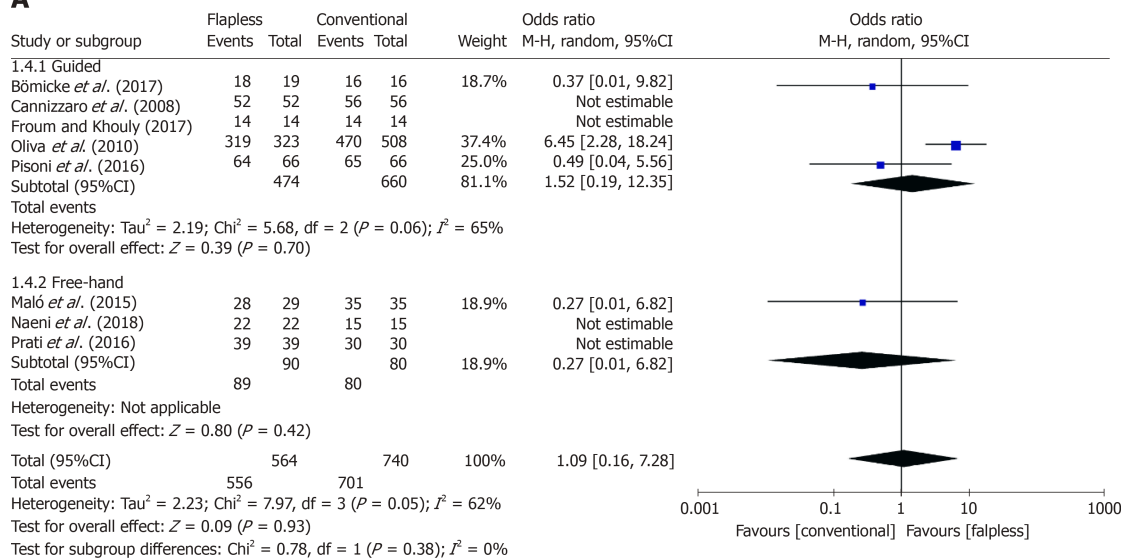 A
Flapless Conventional Odds ratio Odds ratio
Study or subgroup Events Total Events Total Weight M-H, random, 95%CI M-H, random, 95%CI
1.4.1 Guided
Bömicke et al. (2017) 18 19 16 16 18.7% 0.37 [0.01, 9.82]
Cannizzaro et al. (2008) 52 52 56 56 Not estimable
Froum and Khouly (2017) 14 14 14 14 Not estimable
Oliva et al. (2010) 319 323 470 508 37.4% 6.45 [2.28, 18.24]
Pisoni et al. (2016) 64 66 65 66 25.0% 0.49 [0.04, 5.56]
Subtotal (95%CI) 474 660 81.1% 1.52 [0.19, 12.35]
Total events
Heterogeneity: Tau² = 2.19; Chi² = 5.68, df = 2 (P = 0.06); I² = 65%
Test for overall effect: Z = 0.39 (P = 0.70)
1.4.2 Free-hand
Maló et al. (2015) 28 29 35 35 18.9% 0.27 [0.01, 6.82]
Naeni et al. (2018) 22 22 15 15 Not estimable
Prati et al. (2016) 39 39 30 30 Not estimable
Subtotal (95%CI) 90 80 18.9% 0.27 [0.01, 6.82]
Total events 89 80
Heterogeneity: Not applicable
Test for overall effect: Z = 0.80 (P = 0.42)
Total (95%CI) 564 740 100% 1.09 [0.16, 7.28]
Total events 556 701
Heterogeneity: Tau² = 2.23; Chi² = 7.97, df = 3 (P = 0.05); I² = 62%
Test for overall effect: Z = 0.09 (P = 0.93)
Test for subgroup differences: Chi² = 0.78, df = 1 (P = 0.38); I² = 0%
0.001 0.1 1 10 1000
Favours [conventional] Favours [falpless]